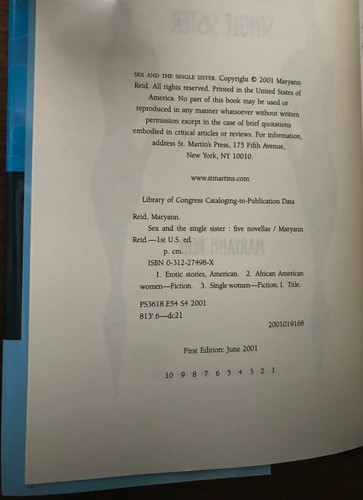 SINGLE SISTER
SEX AND THE SINGLE SISTER. Copyright © 2001 Maryann
Reid. All rights reserved. Printed in the United States of
America. No part of this book may be used or
reproduced in any manner whatsoever without written
permission except in the case of brief quotations
embodied in critical articles or reviews. For information,
address St. Martin's Press, 175 Fifth Avenue,
New York, NY 10010.
www.stmartins.com
Library of Congress Cataloging-in-Publication Data
Reid, Maryann.
Sex and the single sister : five novellas / Maryann
Reid.—1st U.S. ed.
p. cm.
ISBN 0-312-27498-X
1. Erotic stories, American. 2. African American
women—Fiction. 3. Single women—Fiction. I. Title.
PS3618.E54 S4 2001
813'.6—dc21
2001019168
MARYANN
First Edition: June 2001
10 9 8 7 6 5 4 3 2 1